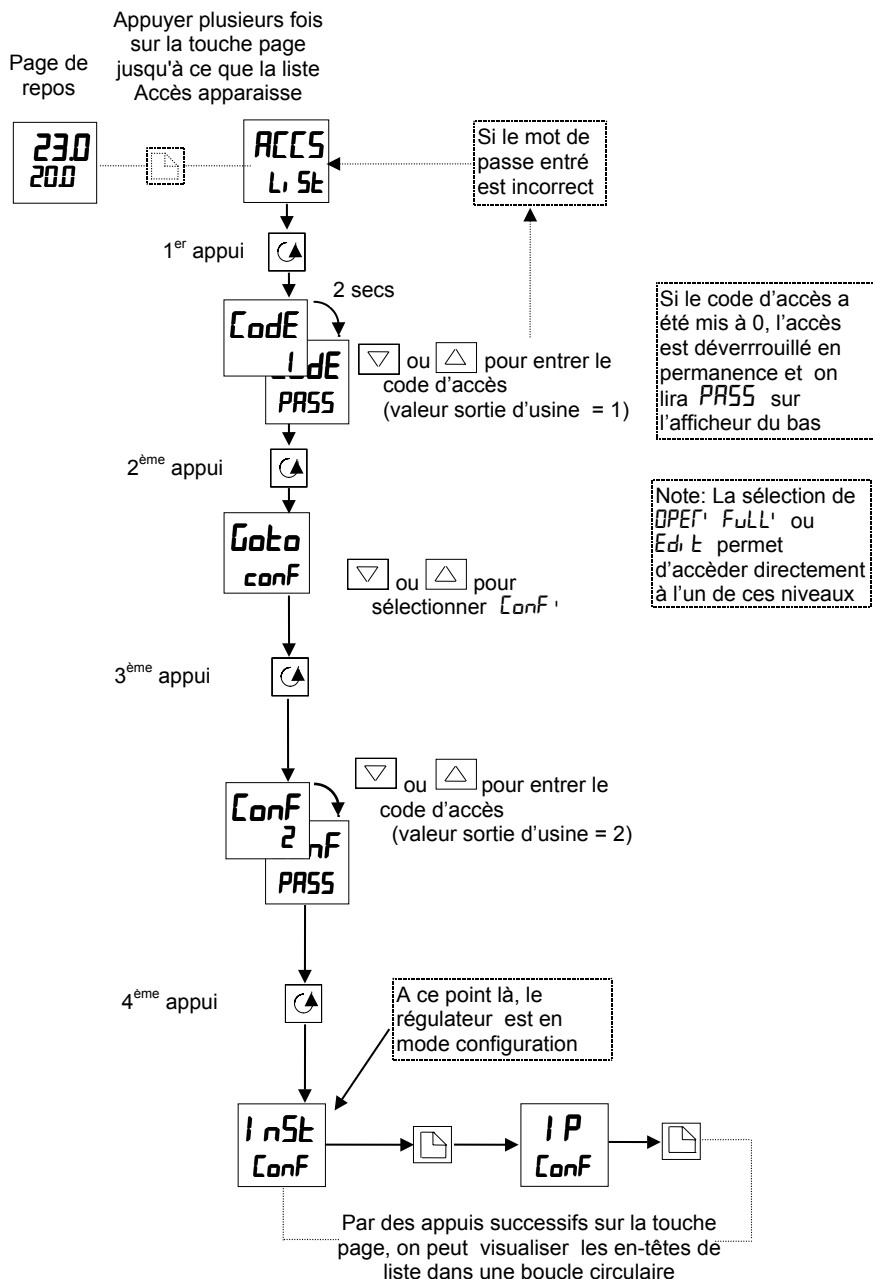 Appuyer plusieurs fois
sur la touche page
jusqu'à ce que la liste
Accès apparaisse
Page de
repos
23.0
20.0
ACCS
Li St
Si le mot de
passe entré
est incorrect
1er appui
2 secs
CodE
1
dE
PASS
ou pour entrer le
code d'accès
(valeur sortie d'usine = 1)
Si le code d'accès a
été mis à 0, l'accès
est déverrrouillé en
permanence et on
lira PASS sur
l'afficheur du bas
2ème appui
Goto
conF
ou pour
sélectionner ConF
Note: La sélection de
OPEr FuLL ou
Edi t permet
d'accèder directement
à l'un de ces niveaux
3ème appui
ou pour entrer le
code d'accès
(valeur sortie d'usine = 2)
ConF
2
nF
PASS
4ème appui
A ce point là, le
régulateur est en
mode configuration
InSt
ConF
IP
ConF
Par des appuis successifs sur la touche
page, on peut visualiser les en-têtes de
liste dans une boucle circulaire